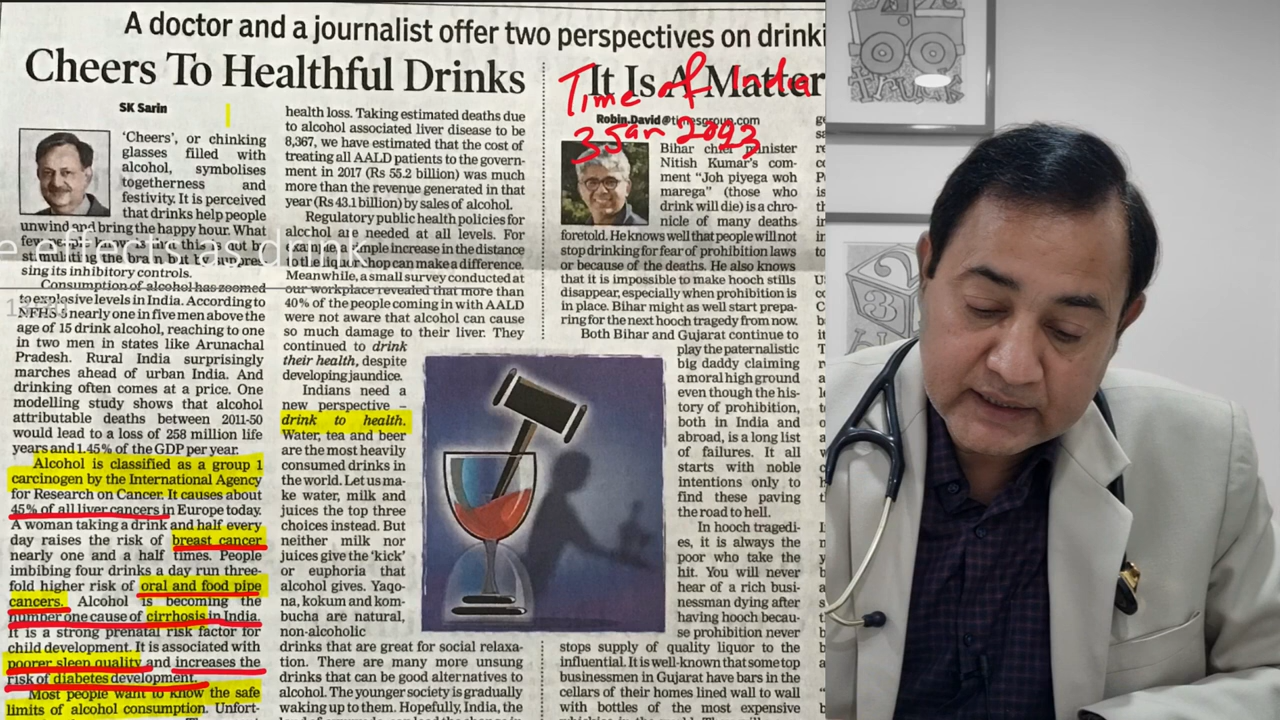 A doctor and a journalist offer two perspectives on drinki
Cheers To Healthful Drinks
SK Sarin
‘Cheers’, or chinking
glasses filled with
alcohol, symbolises
togetherness and
festivity. It is perceived
that drinks help people
unwind and bring the happy hour. What
few people know is that this is not by
stimulating the brain but by suppres-
sing its inhibitory controls.
Consumption of alcohol has zoomed
to explosive levels in India. According to
NFHS 5 nearly one in five men above the
age of 15 drink alcohol, reaching to one
in two men in states like Arunachal
Pradesh. Rural India surprisingly
marches ahead of urban India. And
drinking often comes at a price. One
modelling study shows that alcohol
attributable deaths between 2011-50
would lead to a loss of 258 million life
years and 1.45% of the GDP per year.
Alcohol is classified as a group 1
carcinogen by the International Agency
for Research on Cancer. It causes about
45% of all liver cancers in Europe today.
A woman taking a drink and half every
day raises the risk of breast cancer
nearly one and a half times. People
imbibing four drinks a day run three-
fold higher risk of oral and food pipe
cancers. Alcohol is becoming the
number one cause of cirrhosis in India.
It is a strong prenatal risk factor for
child development. It is associated with
poorer sleep quality and increases the
risk of diabetes development.
Most people want to know the safe
limits of alcohol consumption. Unfort-
health loss. Taking estimated deaths due
to alcohol associated liver disease to be
8,367, we have estimated that the cost of
treating all AALD patients to the govern-
ment in 2017 (Rs 55.2 billion) was much
more than the revenue generated in that
year (Rs 43.1 billion) by sales of alcohol.
Regulatory public health policies for
alcohol are needed at all levels. For
example, a simple increase in the distance
to the liquor shop can make a difference.
Meanwhile, a small survey conducted at
our workplace revealed that more than
40% of the people coming in with AALD
were not aware that alcohol can cause
so much damage to their liver. They
continued to drink
their health, despite
developing jaundice.
Indians need a
new perspective –
drink to health.
Water, tea and beer
are the most heavily
consumed drinks in
the world. Let us ma-
ke water, milk and
juices the top three
choices instead. But
neither milk nor
juices give the ‘kick’
or euphoria that
alcohol gives. Yaqo-
na, kokum and kom-
bucha are natural,
non-alcoholic
drinks that are great for social relaxa-
tion. There are many more unsung
drinks that can be good alternatives to
alcohol. The younger society is gradually
waking up to them. Hopefully, India, the
It Is A Matter
Time of India
3 Jan 2023
Robin.David@timesgroup.com
Bihar chief minister
Nitish Kumar's com-
ment “Joh piyega woh
marega” (those who
drink will die) is a chro-
nicle of many deaths
foretold. He knows well that people will not
stop drinking for fear of prohibition laws
or because of the deaths. He also knows
that it is impossible to make hooch stills
disappear, especially when prohibition is
in place. Bihar might as well start prepa-
ring for the next hooch tragedy from now.
Both Bihar and Gujarat continue to
play the paternalistic
big daddy claiming
a moral high ground
even though the his-
tory of prohibition,
both in India and
abroad, is a long list
of failures. It all
starts with noble
intentions only to
find these paving
the road to hell.
In hooch tragedi-
es, it is always the
poor who take the
hit. You will never
hear of a rich busi-
nessman dying after
having hooch becau-
se prohibition never
stops supply of quality liquor to the
influential. It is well-known that some top
businessmen in Gujarat have bars in the
cellars of their homes lined wall to wall
with bottles of the most expensive
e effects as drink
TRUCK